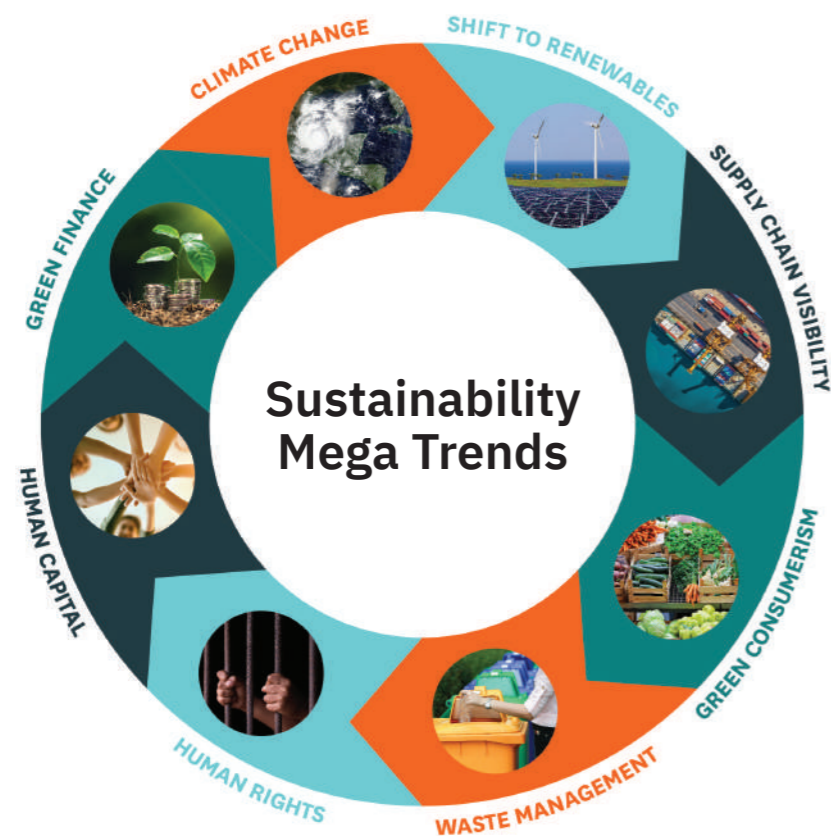 CLIMATE CHANGE
SHIFT TO RENEWABLES
SUPPLY CHAIN VISIBILITY
GREEN CONSUMERISM
WASTE MANAGEMENT
HUMAN RIGHTS
HUMAN CAPITAL
GREEN FINANCE
Sustainability
Mega Trends